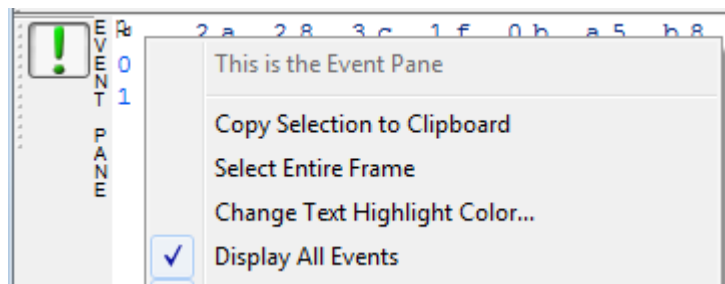 EVENT PANE
2a 28 3c 1f 0b a5 b8
0
1
This is the Event Pane
Copy Selection to Clipboard
Select Entire Frame
Change Text Highlight Color...
Display All Events